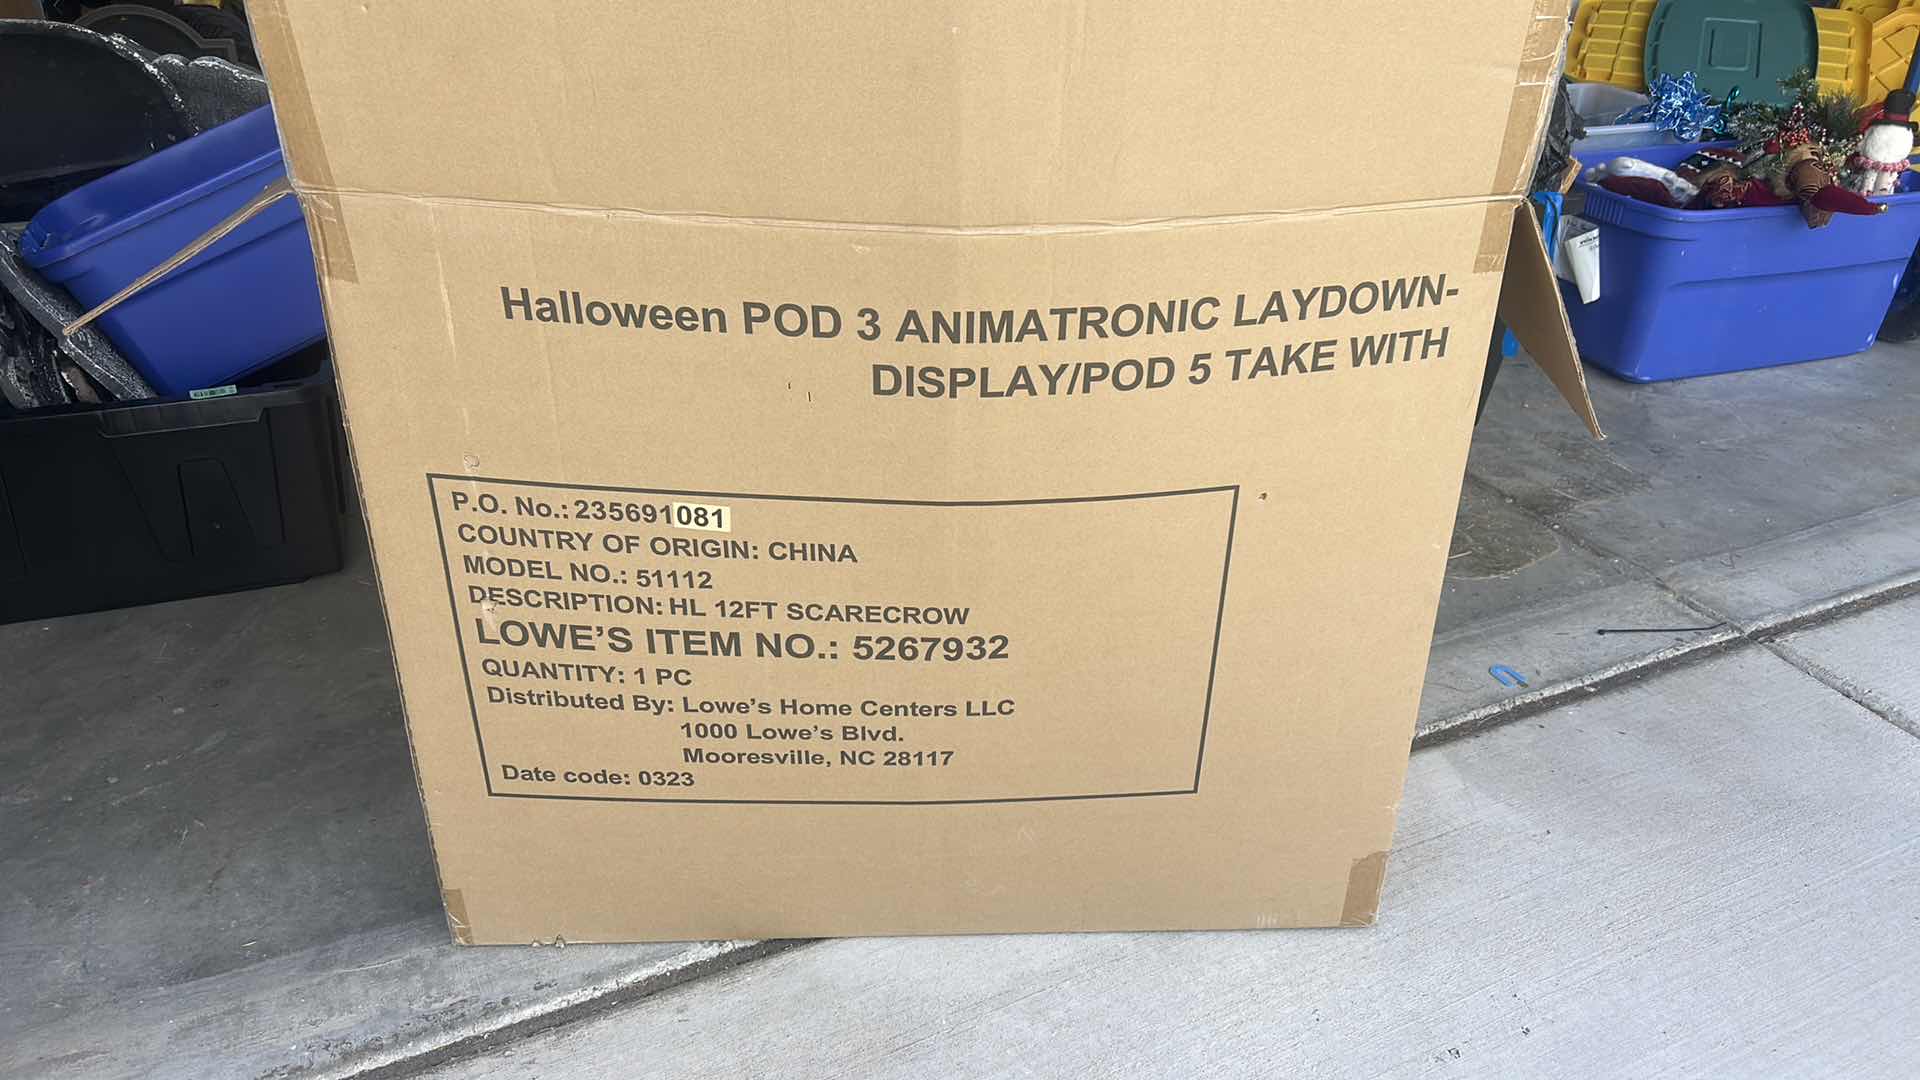 Halloween POD 3 ANIMATRONIC LAYDOWN-
DISPLAY/POD 5 TAKE WITH
P.O. No.: 235691081
COUNTRY OF ORIGIN: CHINA
MODEL NO.: 51112
DESCRIPTION: HL 12FT SCARECROW
LOWE'S ITEM NO.: 5267932
QUANTITY: 1 PC
Distributed By: Lowe's Home Centers LLC
1000 Lowe's Blvd.
Mooresville, NC 28117
Date code: 0323